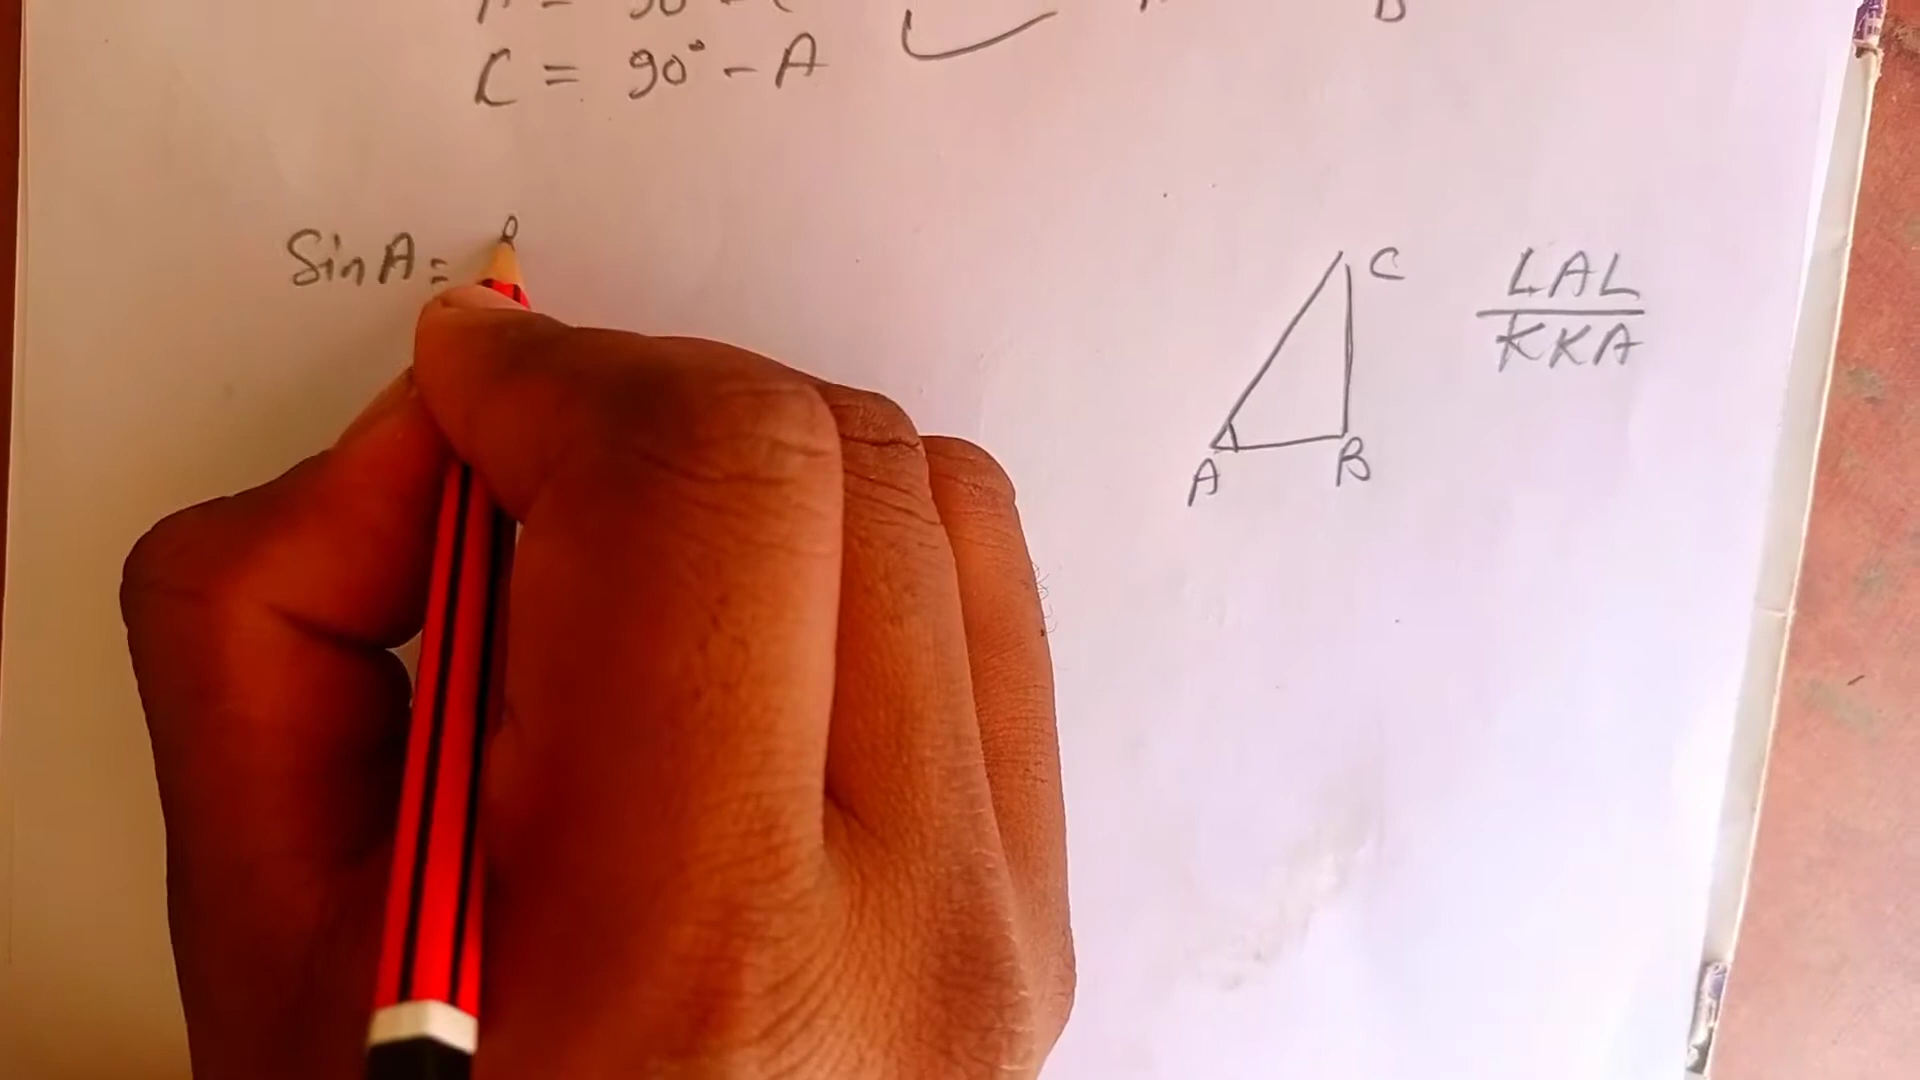 C = 90° - A
Sin A =
C
A
B
LAL
KKA